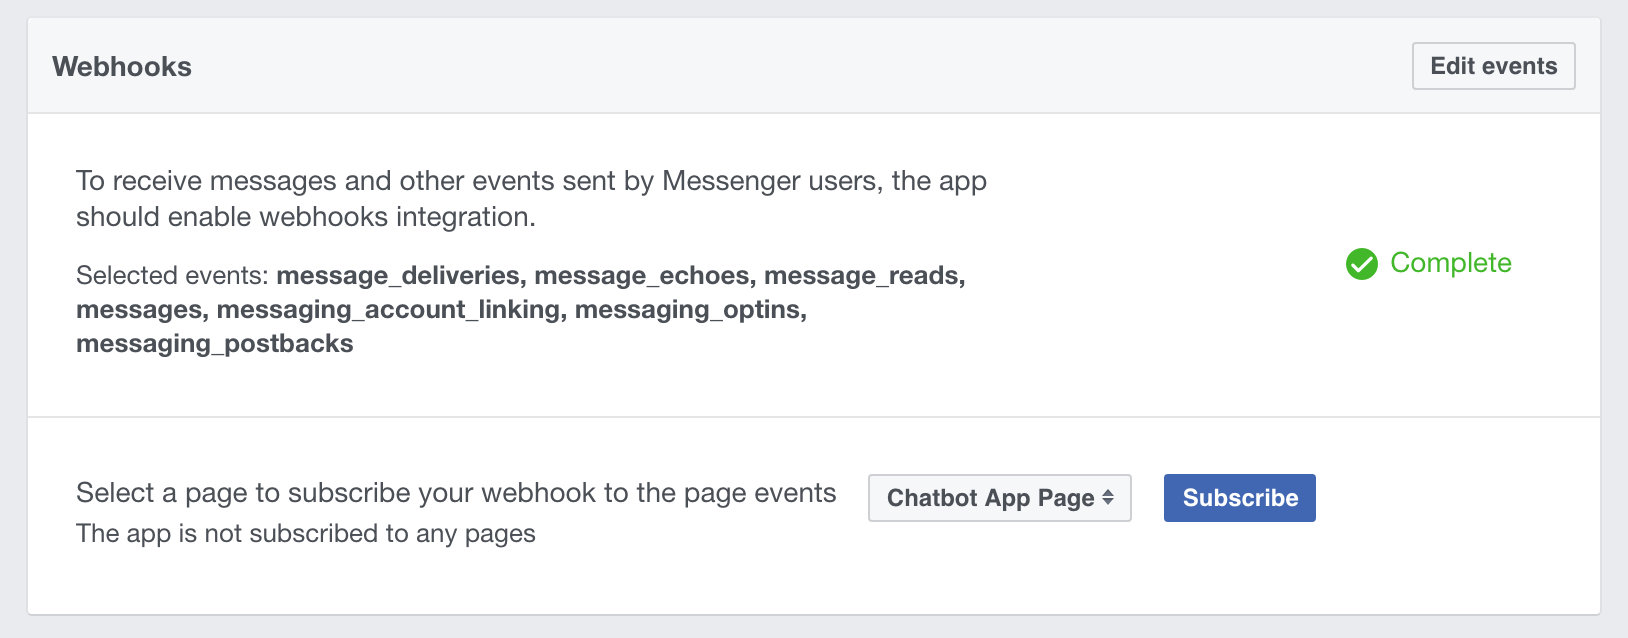 Webhooks
Edit events
To receive messages and other events sent by Messenger users, the app
should enable webhooks integration.
Selected events: message_deliveries, message_echoes, message_reads,
messages, messaging_account_linking, messaging_optins,
messaging_postbacks
Complete
Select a page to subscribe your webhook to the page events
Chatbot App Page
Subscribe
The app is not subscribed to any pages